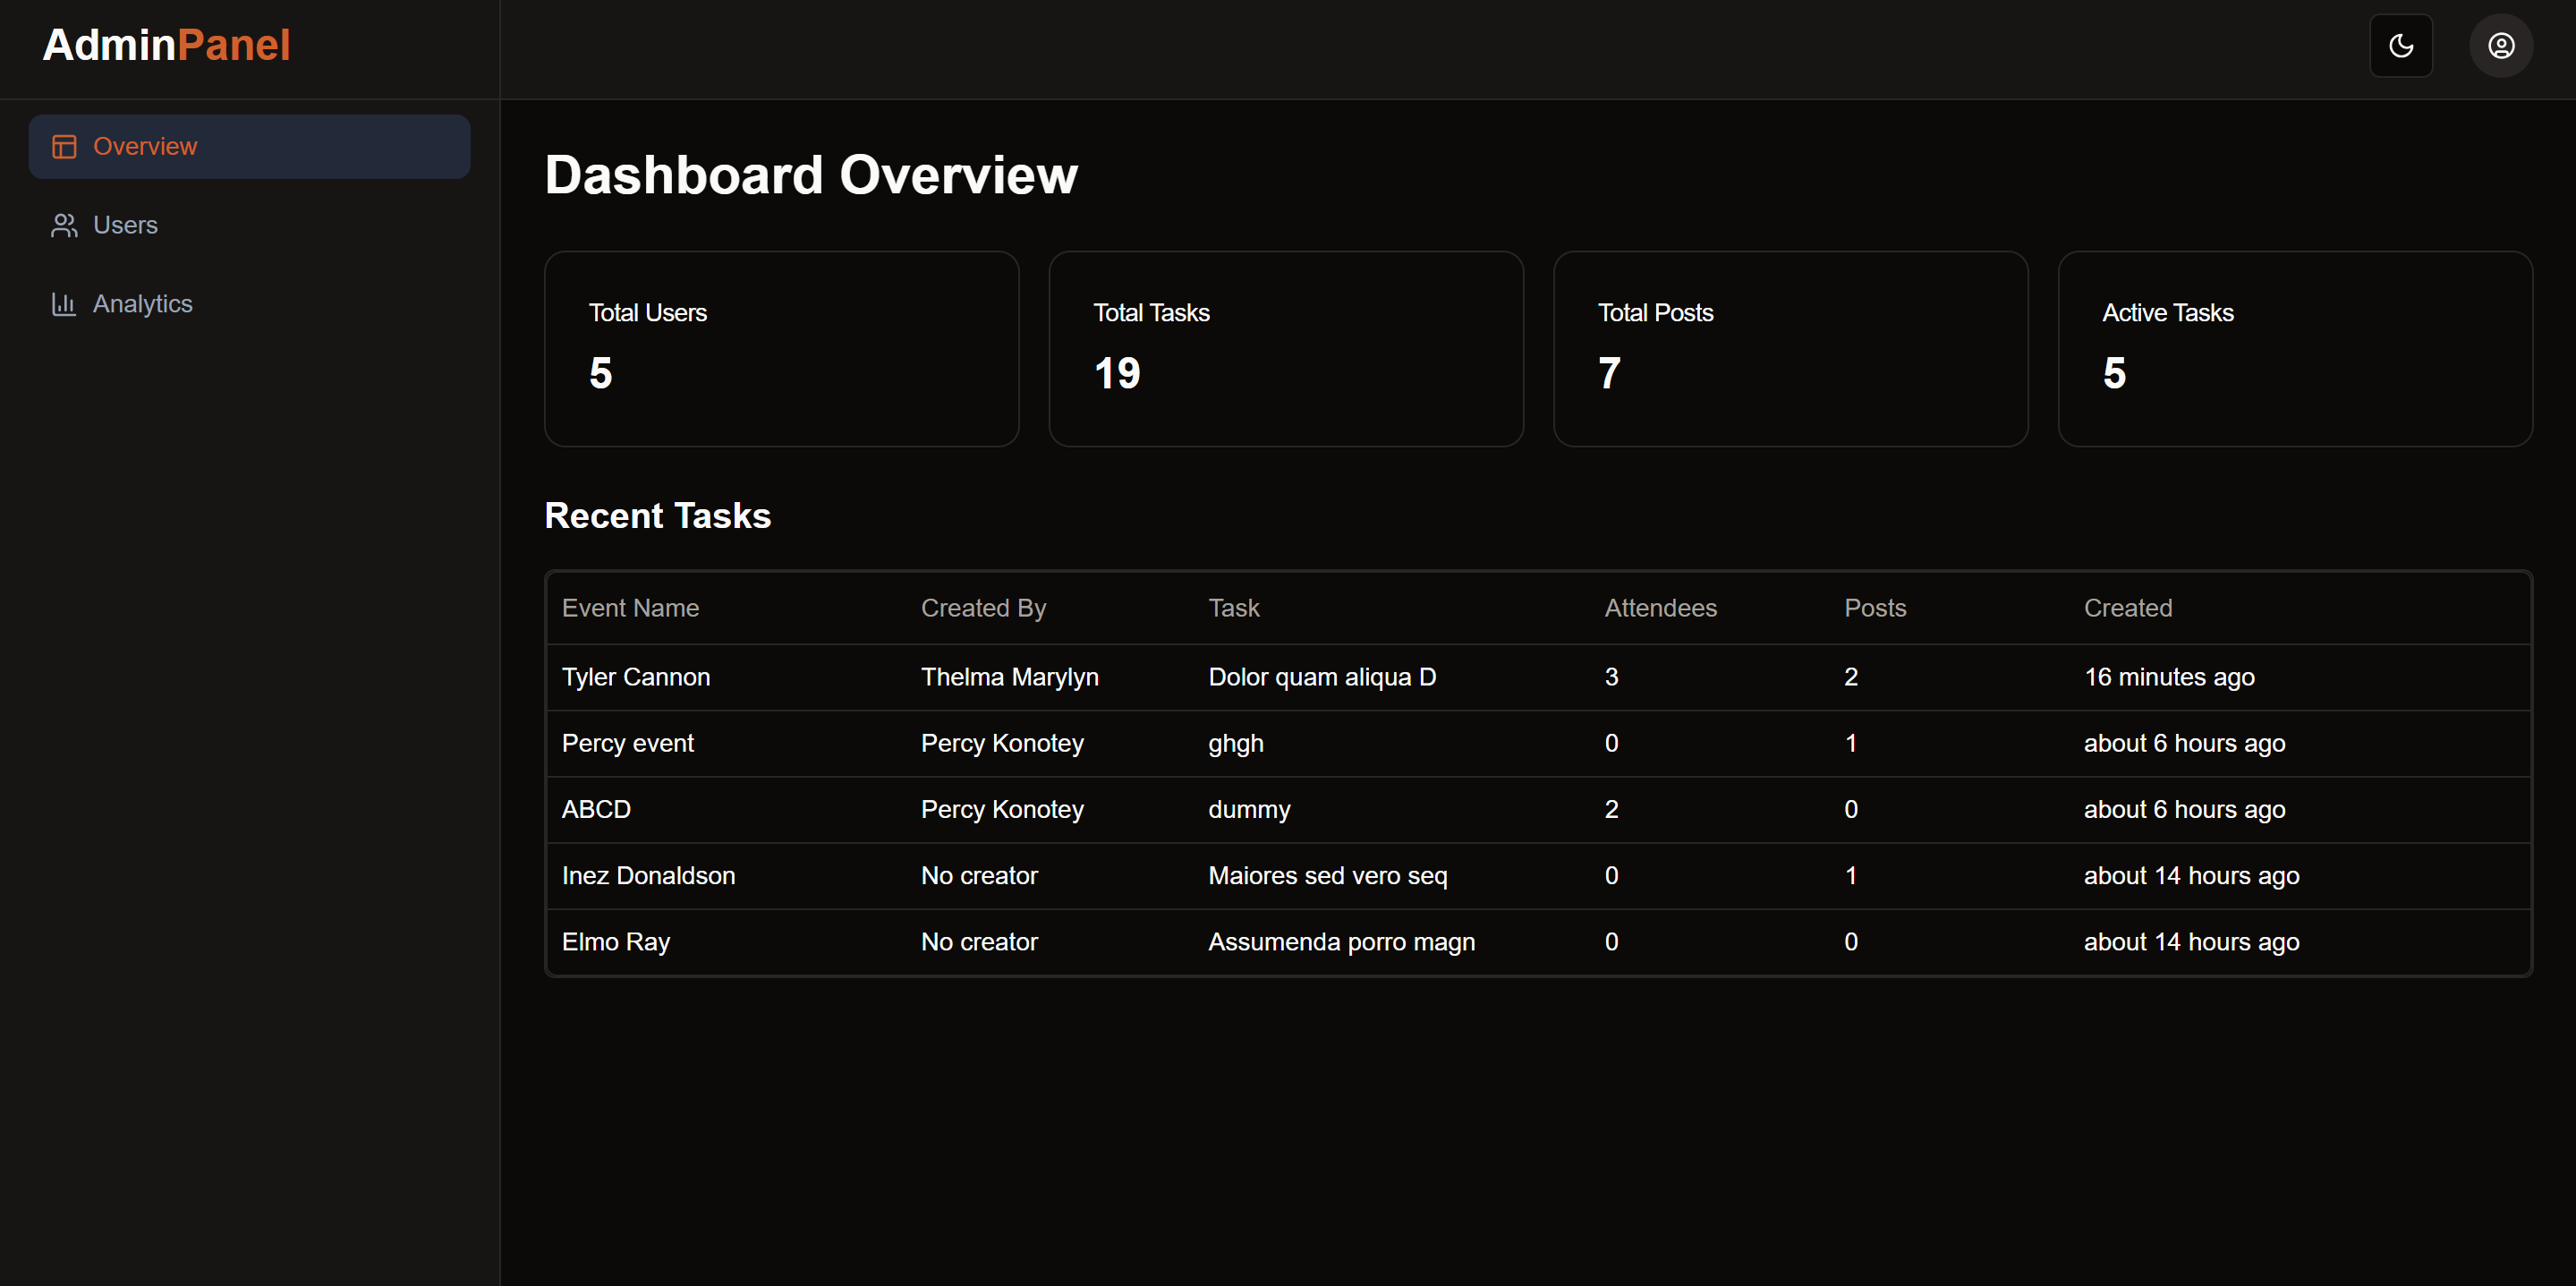 AdminPanel
Overview
Users
Analytics
Dashboard Overview
Total Users
5
Total Tasks
19
Total Posts
7
Active Tasks
5
Recent Tasks
Event Name Created By Task Attendees Posts Created
Tyler Cannon Thelma Marylyn Dolor quam aliqua D 3 2 16 minutes ago
Percy event Percy Konotey ghgh 0 1 about 6 hours ago
ABCD Percy Konotey dummy 2 0 about 6 hours ago
Inez Donaldson No creator Maiores sed vero seq 0 1 about 14 hours ago
Elmo Ray No creator Assumenda porro magn 0 0 about 14 hours ago